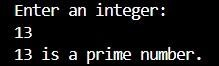 Enter an integer:
13
13 is a prime number.